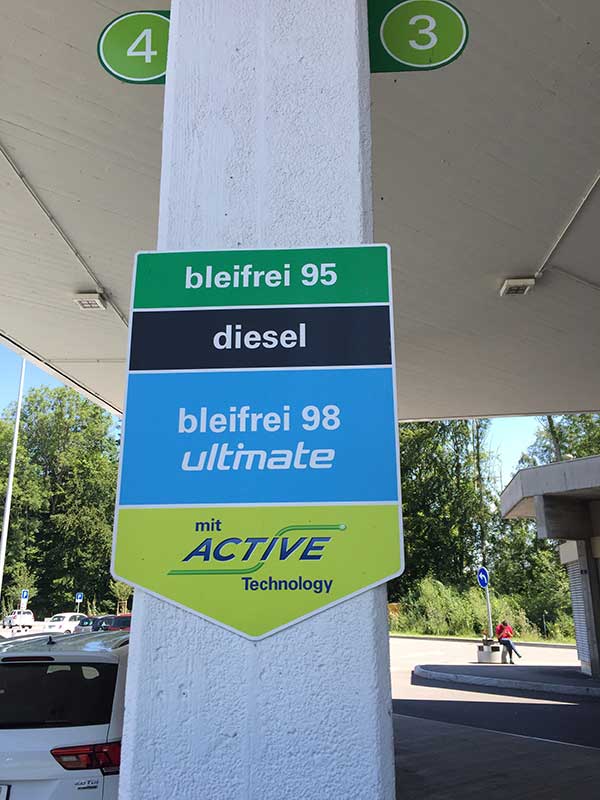 4
3
bleifrei 95
diesel
bleifrei 98
ultimate
mit
ACTIVE
Technology
P
P